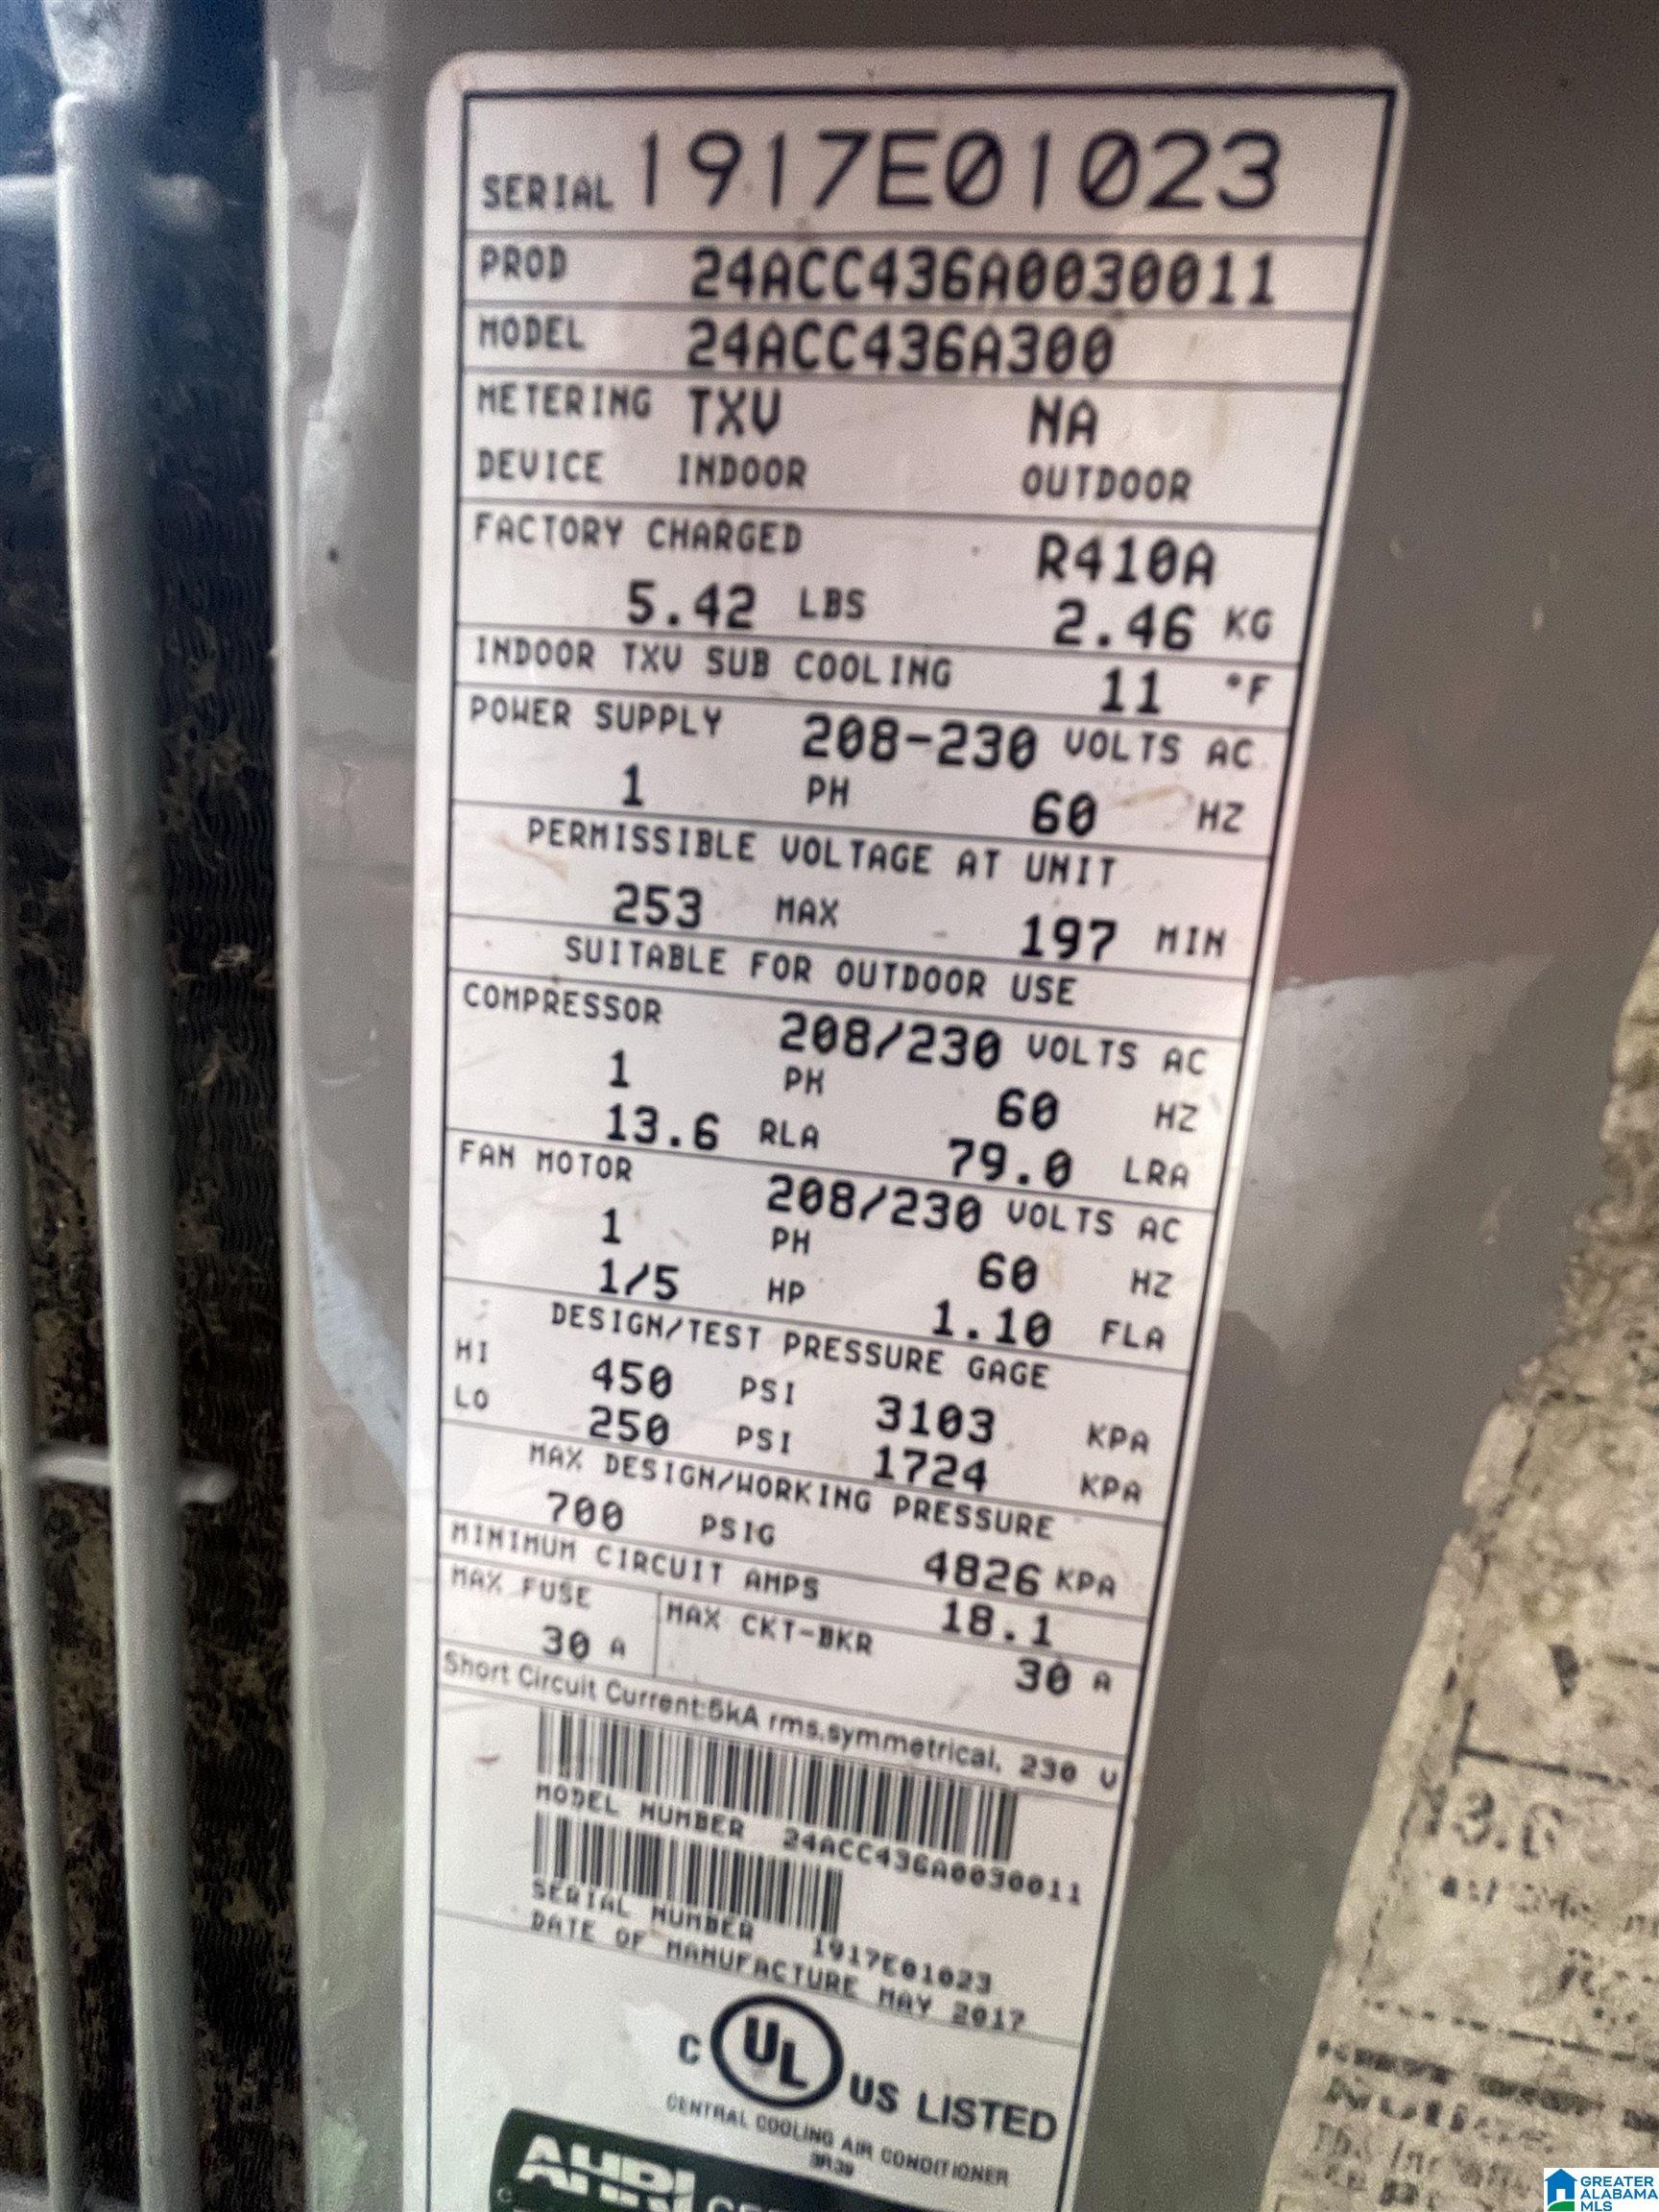 SERIAL 1917E01023
PROD 24ACC436A0030011
MODEL 24ACC436A300
METERING TXV NA
DEVICE INDOOR OUTDOOR
FACTORY CHARGED R410A
5.42 LBS 2.46 KG
INDOOR TXV SUB COOLING 11 °F
POWER SUPPLY 208-230 VOLTS AC
1 PH 60 HZ
PERMISSIBLE VOLTAGE AT UNIT
253 MAX 197 MIN
SUITABLE FOR OUTDOOR USE
COMPRESSOR 208/230 VOLTS AC
1 PH 60 HZ
13.6 RLA 79.0 LRA
FAN MOTOR 208/230 VOLTS AC
1 PH 60 HZ
1/5 HP 1.10 FLA
DESIGN/TEST PRESSURE GAGE
HI 450 PSI 3103 KPA
LO 250 PSI 1724 KPA
MAX DESIGN/WORKING PRESSURE
700 PSIG 4826 KPA
MINIMUM CIRCUIT AMPS 18.1
MAX FUSE MAX CKT-BKR
30 A 30 A
Short Circuit Current:5kA rms.symmetrical, 230 V
MODEL NUMBER 24ACC436A0030011
SERIAL NUMBER 1917E01023
DATE OF MANUFACTURE MAY 2017
C UL US LISTED
CENTRAL COOLING AIR CONDITIONER
AHRI
13.6
GREATER
ALABAMA
MLS